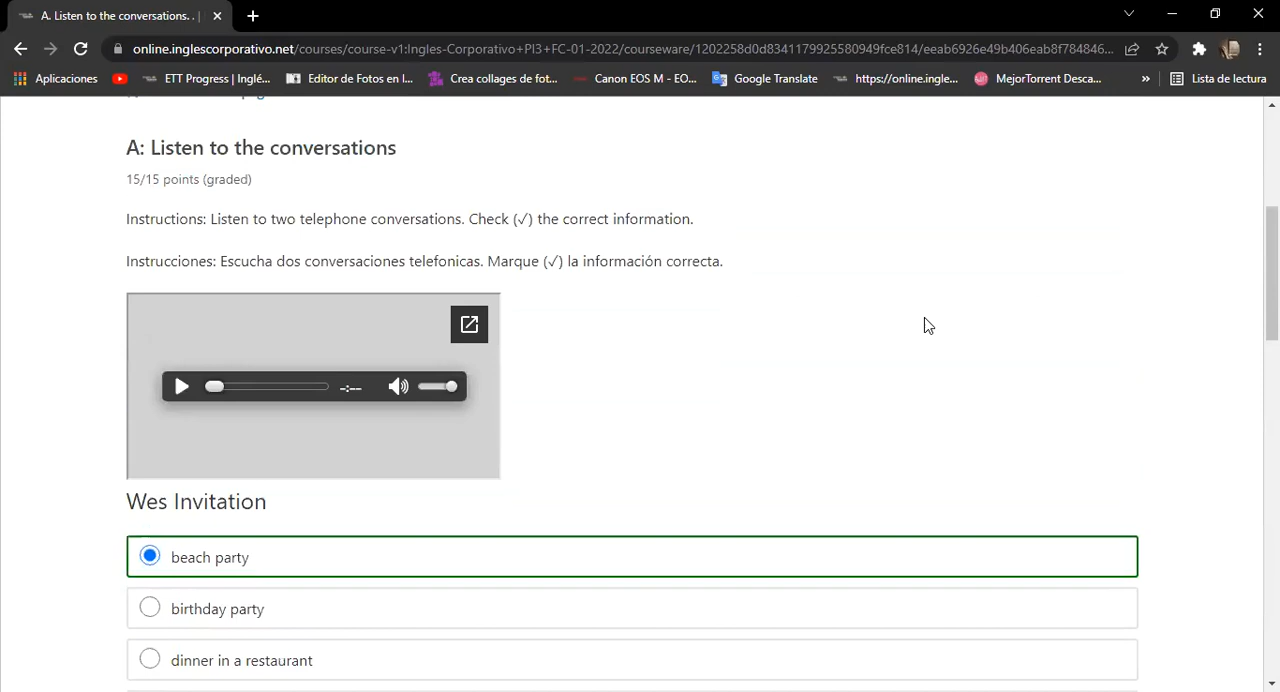 A. Listen to the conversations. . |
online.inglescorporativo.net/courses/course-v1:Ingles-Corporativo+PI3+FC-01-2022/courseware/1202258d0d8341179925580949fce814/eeab6926e49b406eab8f784846...
Aplicaciones
ETT Progress | Inglé...
Editor de Fotos en l...
Crea collages de fot...
Canon EOS M - EO...
Google Translate
https://online.ingle...
MejorTorrent Desca...
»
Lista de lectura
A: Listen to the conversations
15/15 points (graded)
Instructions: Listen to two telephone conversations. Check (✓) the correct information.
Instrucciones: Escucha dos conversaciones telefonicas. Marque (✓) la información correcta.
-:--
Wes Invitation
beach party
birthday party
dinner in a restaurant